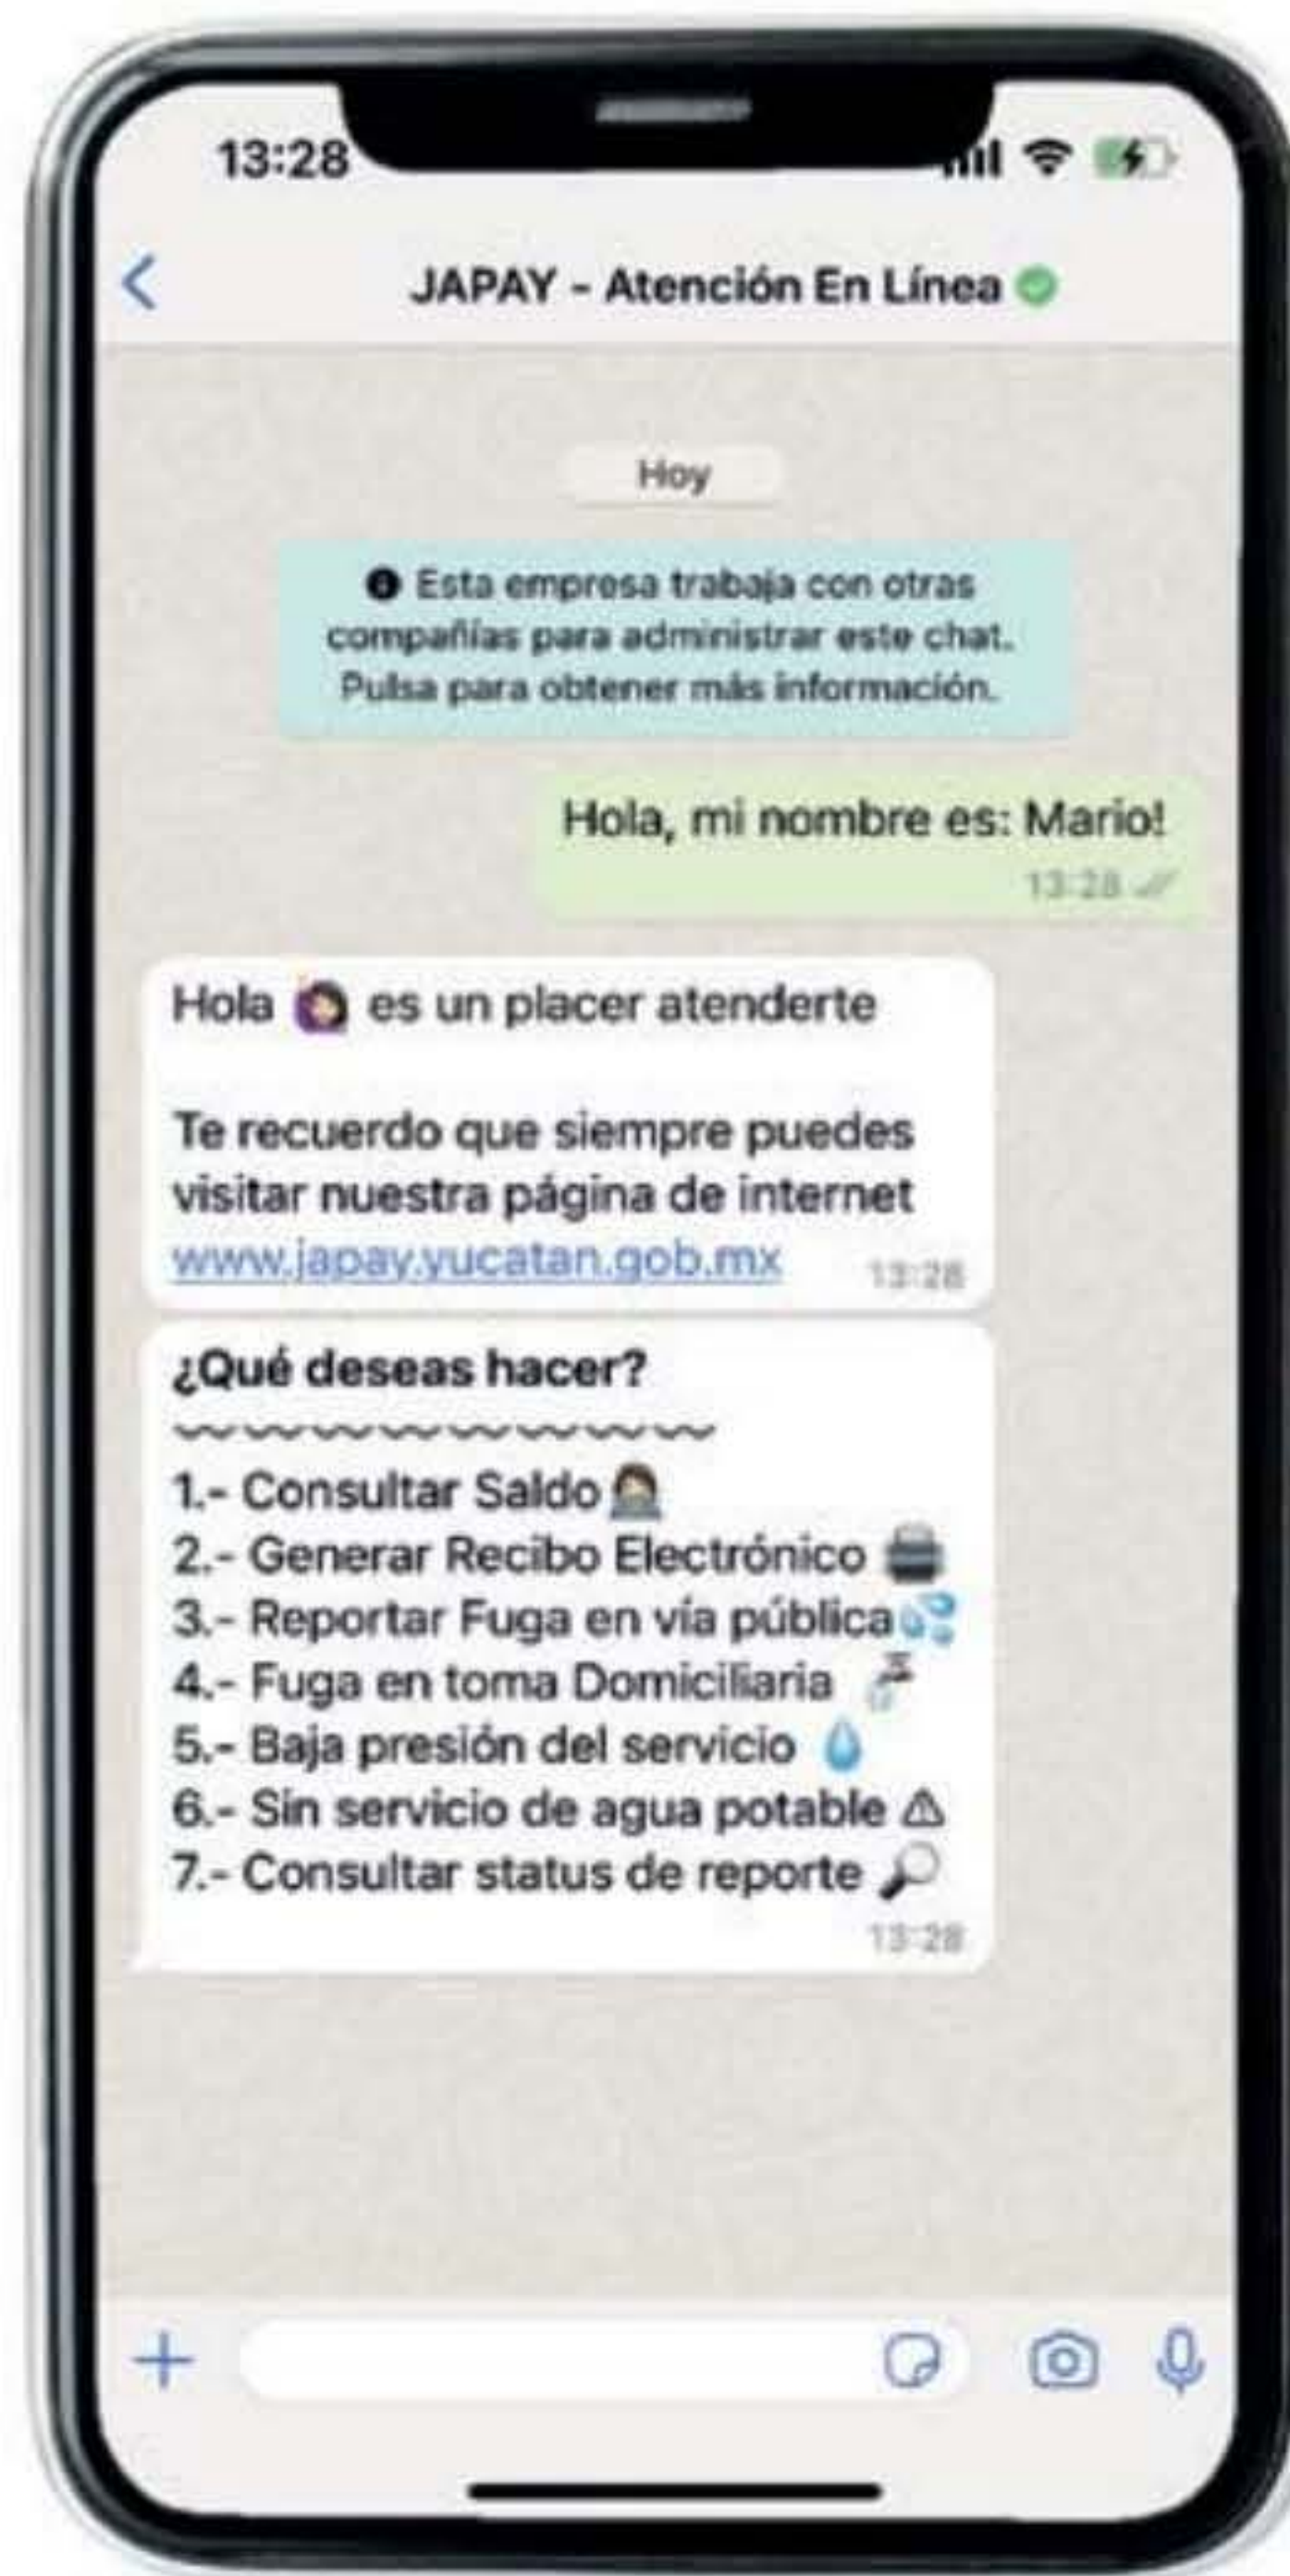 13:28
JAPAY - Atención En Línea
Hoy
Esta empresa trabaja con otras
compañías para administrar este chat.
Pulsa para obtener más información.
Hola, mi nombre es: Mario!
13:28
Hola 🙋🏻‍♀️ es un placer atenderte
Te recuerdo que siempre puedes
visitar nuestra página de internet
www.japay.yucatan.gob.mx 13:28
¿Qué deseas hacer?
1.- Consultar Saldo
2.- Generar Recibo Electrónico 🖨
3.- Reportar Fuga en vía pública💦
4.- Fuga en toma Domiciliaria 🚰
5.- Baja presión del servicio 💧
6.- Sin servicio de agua potable ⚠
7.- Consultar status de reporte 🔎
13:28